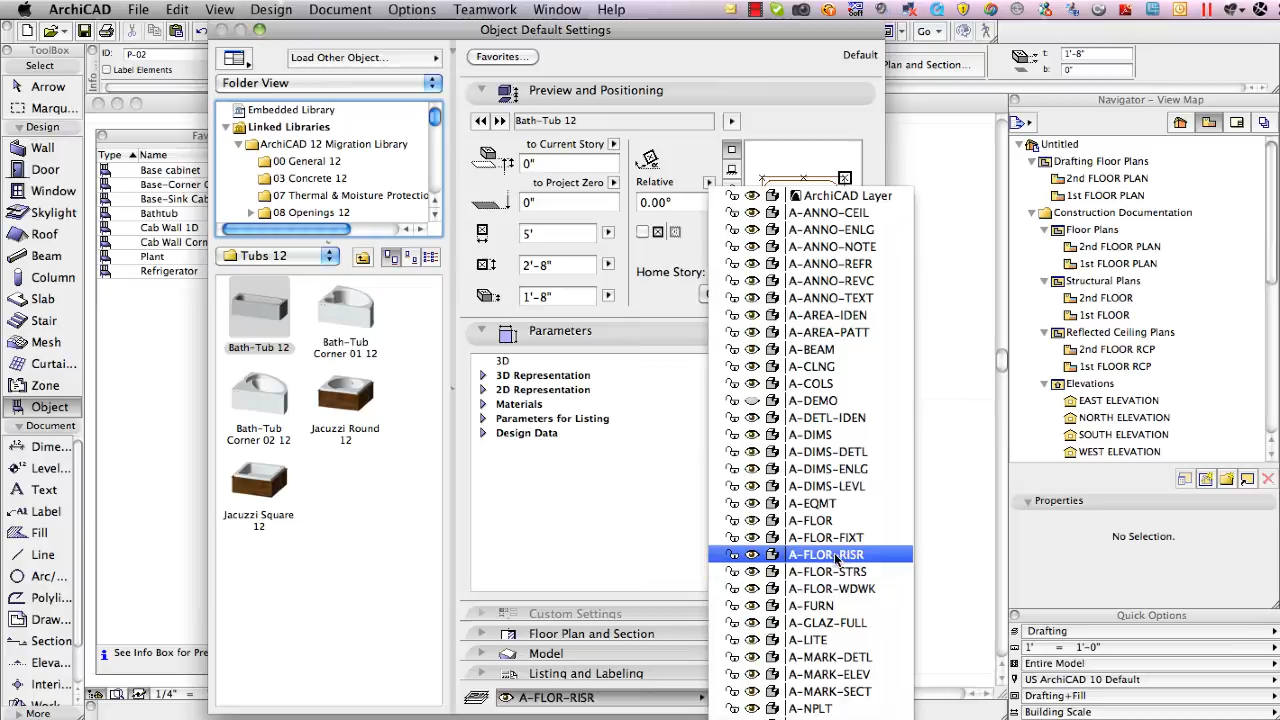 ArchiCAD File Edit View Design Document Options Teamwork Window Help
Object Default Settings
ToolBox
Select
Arrow
Marqu...
Design
Wall
Door
Window
Skylight
Roof
Beam
Column
Slab
Stair
Mesh
Curtai...
Zone
Object
Document
Dime...
Level...
Text
Label
Fill
Line
Arc/...
Polyli...
Draw...
Section
Eleva...
Interi...
More
ID: P-02
Label Elements
Info
Type Name
Base cabinet
Base-Corner C
Base-Sink Cab
Bathtub
Cab Wall 1D
Cab Wall Corn
Plant
Refrigerator
See Info Box for Pre
1/4" =
Load Other Object...
Folder View
Embedded Library
Linked Libraries
ArchiCAD 12 Migration Library
00 General 12
03 Concrete 12
07 Thermal & Moisture Protectio
08 Openings 12
Tubs 12
Bath-Tub 12
Bath-Tub Corner 01 12
Bath-Tub Corner 02 12
Jacuzzi Round 12
Jacuzzi Square 12
Favorites...
Default
Preview and Positioning
Bath-Tub 12
to Current Story
0"
to Project Zero
0"
5'
2'-8"
1'-8"
Relative
0.00°
Home Story:
Parameters
3D
3D Representation
2D Representation
Materials
Parameters for Listing
Design Data
Custom Settings
Floor Plan and Section
Model
Listing and Labeling
A-FLOR-RISR
ArchiCAD Layer
A-ANNO-CEIL
A-ANNO-ENLG
A-ANNO-NOTE
A-ANNO-REFR
A-ANNO-REVC
A-ANNO-TEXT
A-AREA-IDEN
A-AREA-PATT
A-BEAM
A-CLNG
A-COLS
A-DEMO
A-DETL-IDEN
A-DIMS
A-DIMS-DETL
A-DIMS-ENLG
A-DIMS-LEVL
A-EQMT
A-FLOR
A-FLOR-FIXT
A-FLOR-RISR
A-FLOR-STRS
A-FLOR-WDWK
A-FURN
A-GLAZ-FULL
A-LITE
A-MARK-DETL
A-MARK-ELEV
A-MARK-SECT
A-NPLT
Go
Plan and Section...
t: 1'-8"
b: 0"
Navigator - View Map
Untitled
Drafting Floor Plans
2nd FLOOR PLAN
1st FLOOR PLAN
Construction Documentation
Floor Plans
2nd FLOOR PLAN
1st FLOOR PLAN
Structural Plans
2nd FLOOR
1st FLOOR
Reflected Ceiling Plans
2nd FLOOR RCP
1st FLOOR RCP
Elevations
EAST ELEVATION
NORTH ELEVATION
SOUTH ELEVATION
WEST ELEVATION
Properties
No Selection.
Quick Options
Drafting
1' = 1'-0"
Entire Model
US ArchiCAD 10 Default
Drafting+Fill
Building Scale